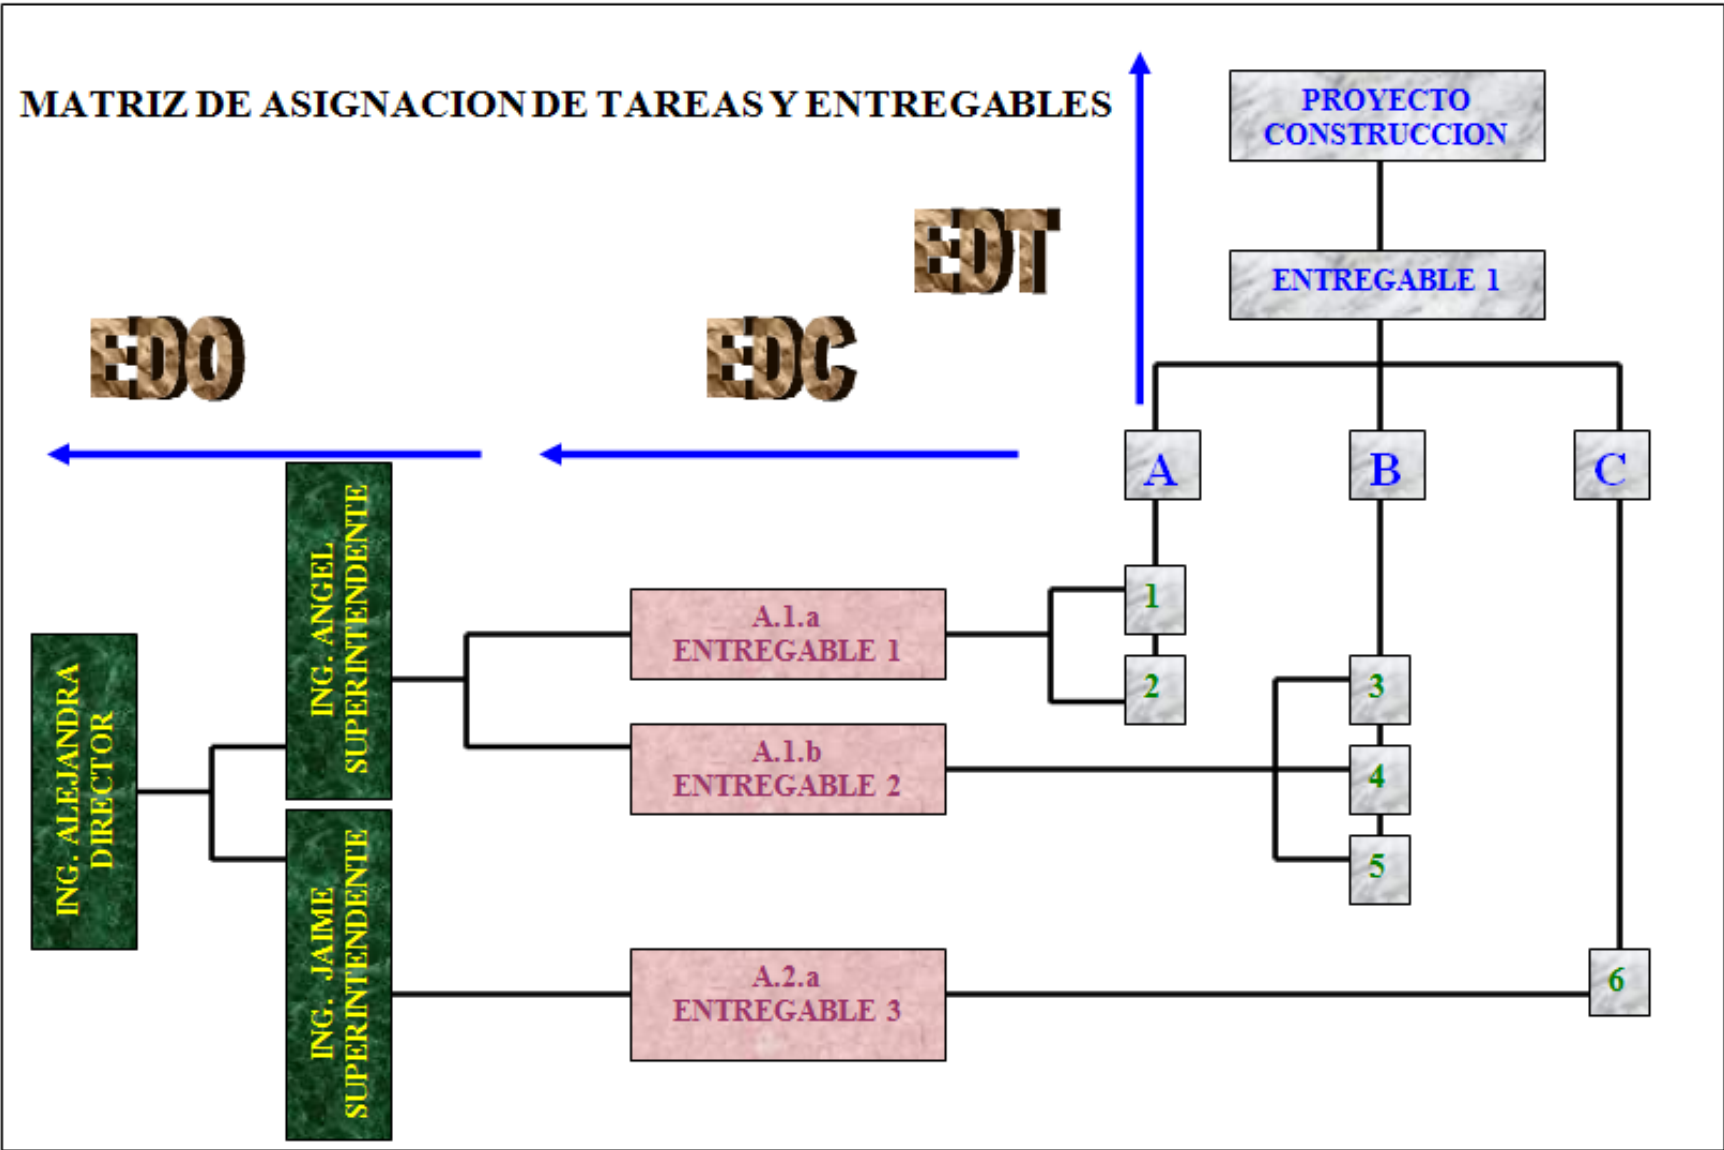 MATRIZ DE ASIGNACION DE TAREAS Y ENTREGABLES
PROYECTO
CONSTRUCCION
ENTREGABLE 1
EDT
EDC
EDO
A
B
C
ING. ALEJANDRA
DIRECTOR
ING. ANGEL
SUPERINTENDENTE
ING. JAIME
SUPERINTENDENTE
A.1.a
ENTREGABLE 1
A.1.b
ENTREGABLE 2
A.2.a
ENTREGABLE 3
1
2
3
4
5
6